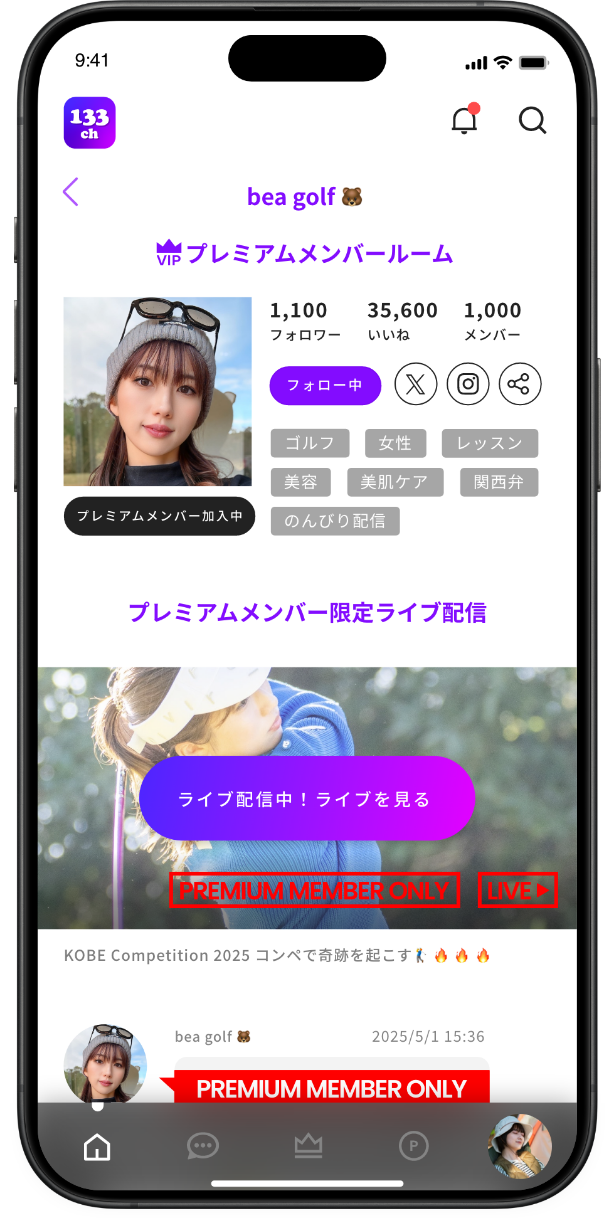 9:41
133
ch
bea golf 🐻
VIP プレミアムメンバールーム
1,100 35,600 1,000
フォロワー いいね メンバー
フォロー中
ゴルフ 女性 レッスン
美容 美肌ケア 関西弁
プレミアムメンバー加入中
のんびり配信
プレミアムメンバー限定ライブ配信
ライブ配信中！ライブを見る
PREMIUM MEMBER ONLY LIVE ▶
KOBE Competition 2025 コンペで奇跡を起こす🏌️🔥🔥🔥
bea golf 🐻 2025/5/1 15:36
PREMIUM MEMBER ONLY
P